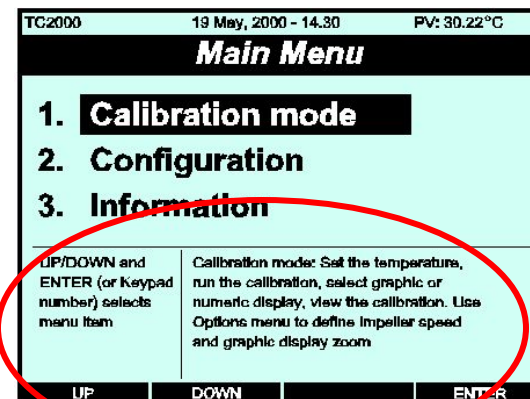 TC2000 19 May, 2000 - 14.30 PV: 30.22°C
Main Menu
1. Calibration mode
2. Configuration
3. Information
UP/DOWN and
ENTER (or Keypad
number) selects
menu item
Calibration mode: Set the temperature,
run the calibration, select graphic or
numeric display, view the calibration. Use
Options menu to define impeller speed
and graphic display zoom
UP DOWN ENTER